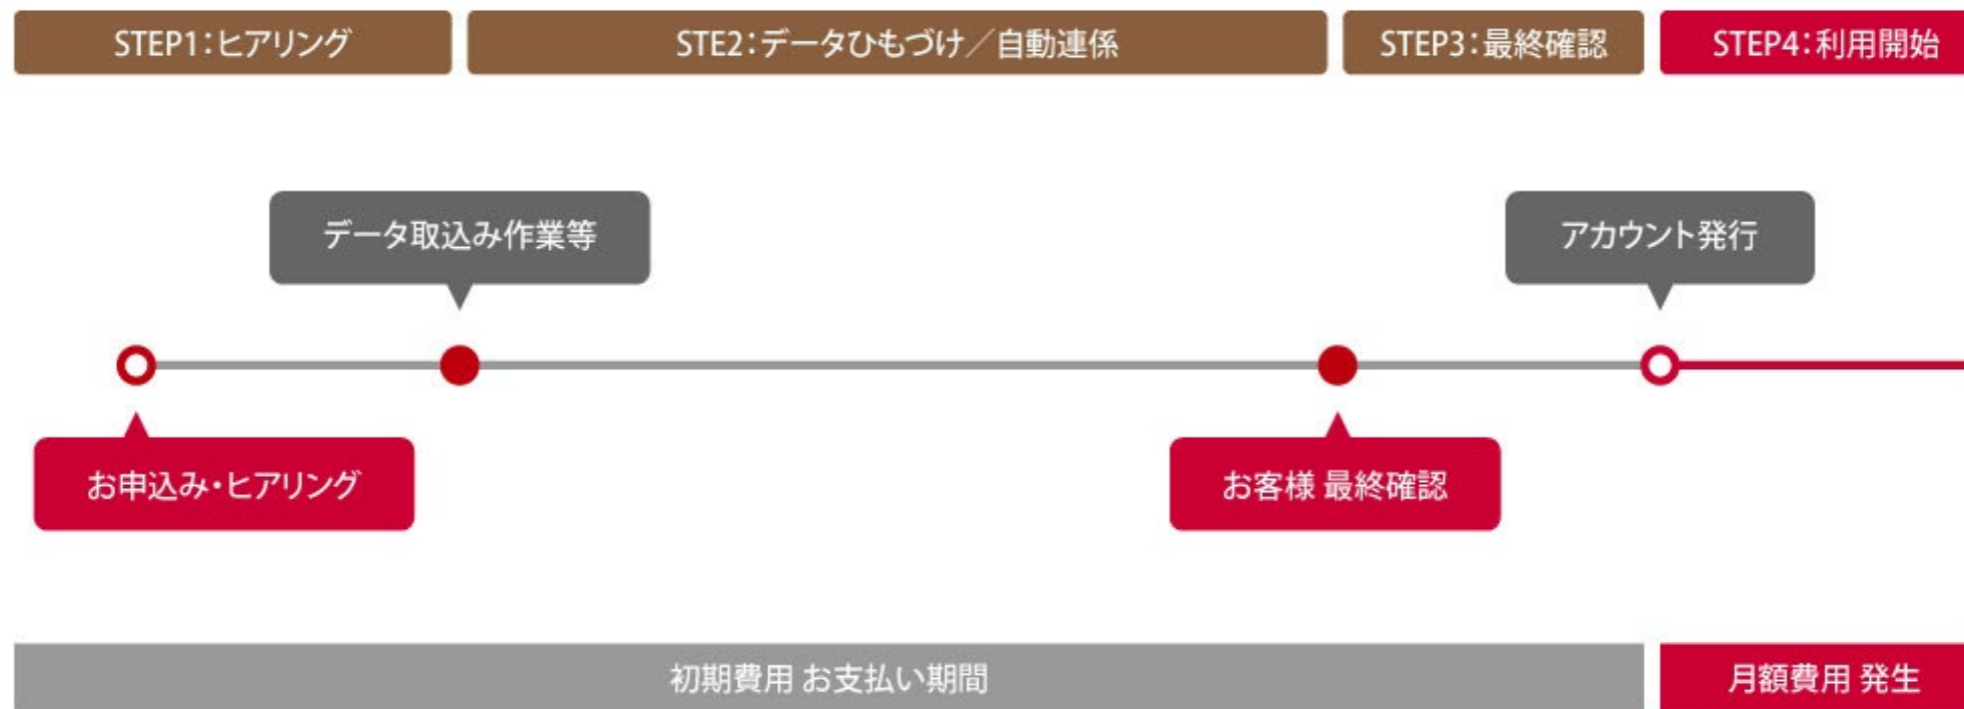 STEP1：ヒアリング
STE2：データひもづけ／自動連係
STEP3：最終確認
STEP4：利用開始
データ取込み作業等
アカウント発行
お申込み・ヒアリング
お客様 最終確認
初期費用 お支払い期間
月額費用 発生